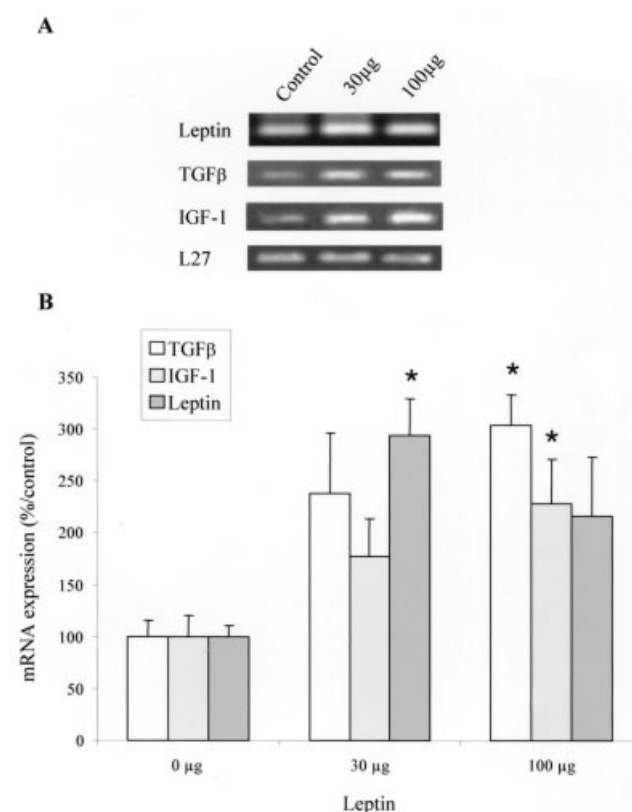 A
Control 30µg 100µg
Leptin
TGFβ
IGF-1
L27
B
TGFβ
IGF-1
Leptin
mRNA expression (%/control)
350
300
250
200
150
100
50
0
* * *
0 µg 30 µg 100 µg
Leptin